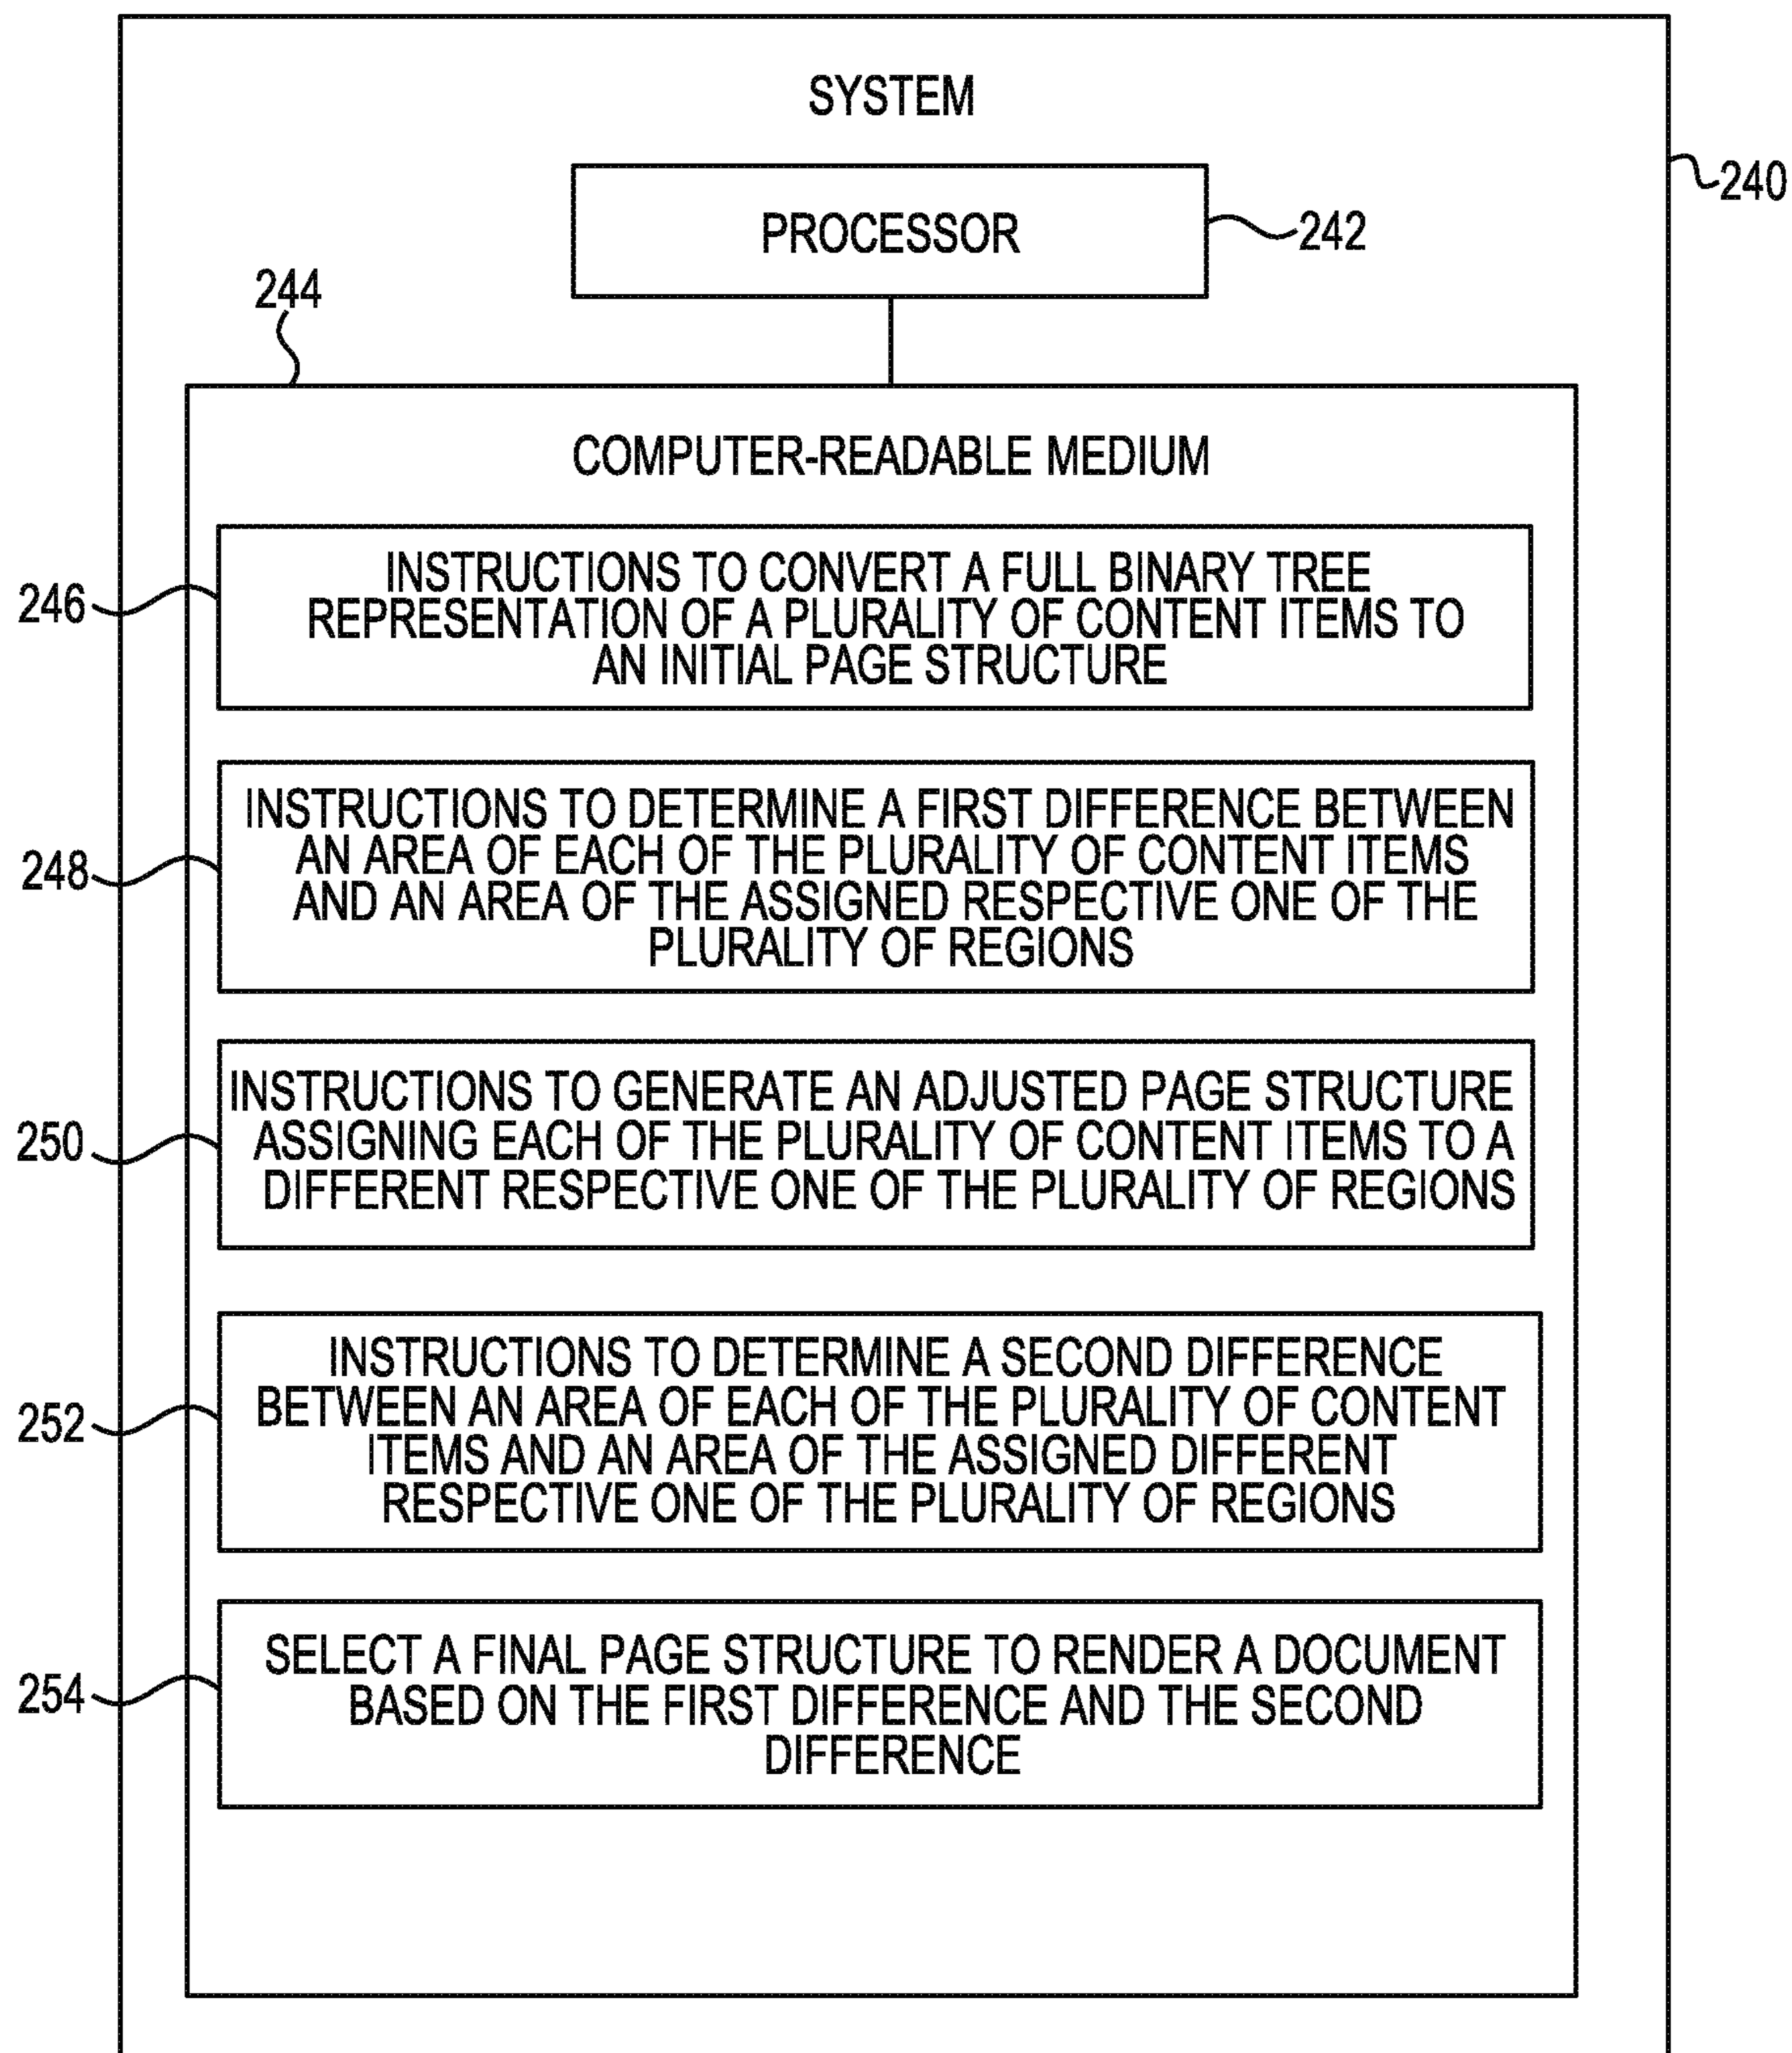 SYSTEM
240
PROCESSOR
242
244
COMPUTER-READABLE MEDIUM
246
INSTRUCTIONS TO CONVERT A FULL BINARY TREE
REPRESENTATION OF A PLURALITY OF CONTENT ITEMS TO
AN INITIAL PAGE STRUCTURE
248
INSTRUCTIONS TO DETERMINE A FIRST DIFFERENCE BETWEEN
AN AREA OF EACH OF THE PLURALITY OF CONTENT ITEMS
AND AN AREA OF THE ASSIGNED RESPECTIVE ONE OF THE
PLURALITY OF REGIONS
250
INSTRUCTIONS TO GENERATE AN ADJUSTED PAGE STRUCTURE
ASSIGNING EACH OF THE PLURALITY OF CONTENT ITEMS TO A
DIFFERENT RESPECTIVE ONE OF THE PLURALITY OF REGIONS
252
INSTRUCTIONS TO DETERMINE A SECOND DIFFERENCE
BETWEEN AN AREA OF EACH OF THE PLURALITY OF CONTENT
ITEMS AND AN AREA OF THE ASSIGNED DIFFERENT
RESPECTIVE ONE OF THE PLURALITY OF REGIONS
254
SELECT A FINAL PAGE STRUCTURE TO RENDER A DOCUMENT
BASED ON THE FIRST DIFFERENCE AND THE SECOND
DIFFERENCE